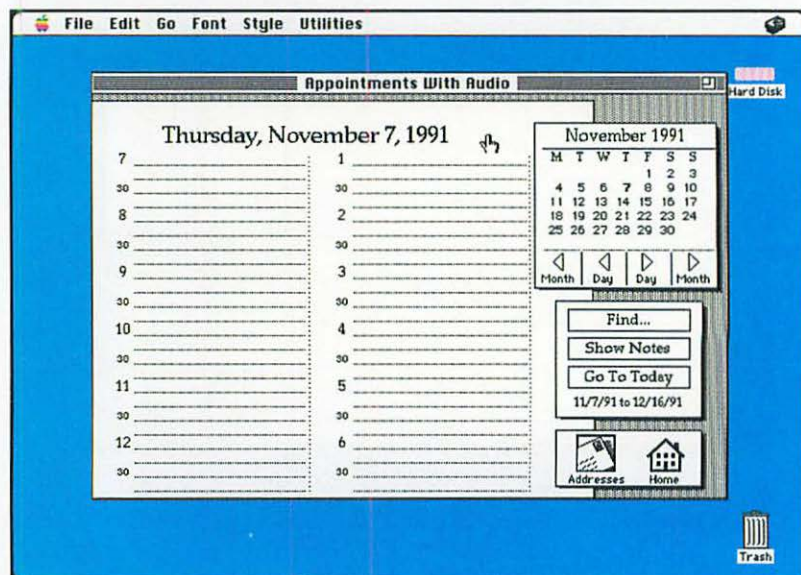 File Edit Go Font Style Utilities
Appointments With Audio
Hard Disk
Thursday, November 7, 1991
7
30
8
30
9
30
10
30
11
30
12
30
1
30
2
30
3
30
4
30
5
30
6
30
November 1991
M T W T F S S
1 2 3
4 5 6 7 8 9 10
11 12 13 14 15 16 17
18 19 20 21 22 23 24
25 26 27 28 29 30
Month Day Day Month
Find...
Show Notes
Go To Today
11/7/91 to 12/16/91
Addresses Home
Trash